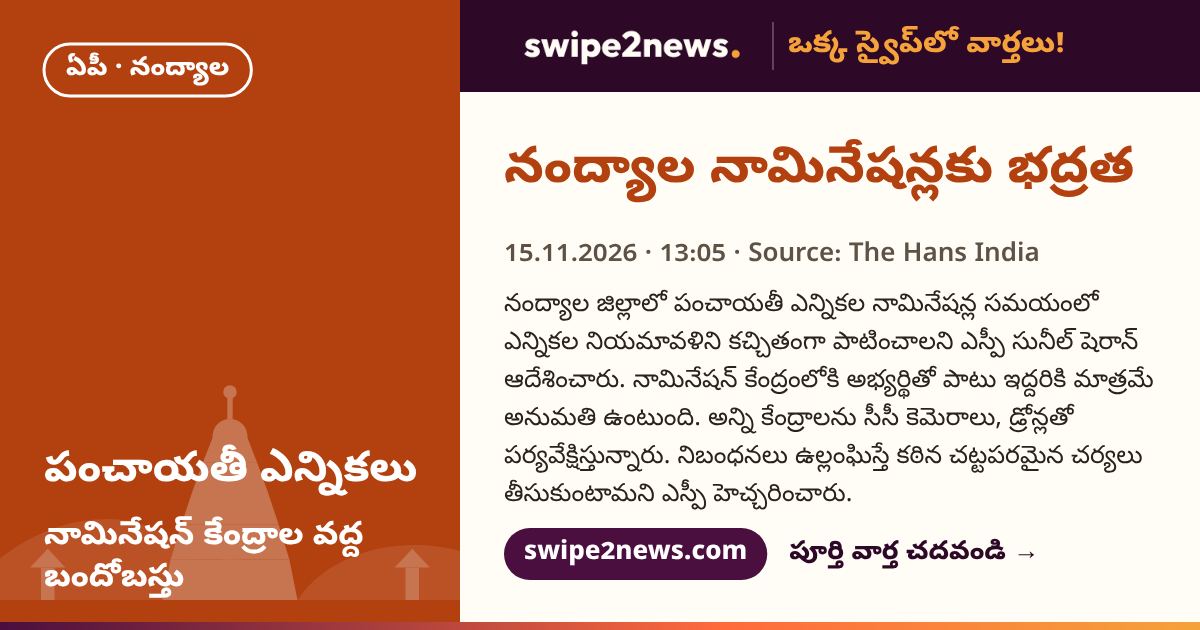 ఏపీ · నంద్యాల
పంచాయతీ ఎన్నికలు
నామినేషన్ కేంద్రాల వద్ద
బందోబస్తు
swipe2news.
ఒక్క స్వైప్‌లో వార్తలు!
నంద్యాల నామినేషన్లకు భద్రత
15.11.2026 · 13:05 · Source: The Hans India
నంద్యాల జిల్లాలో పంచాయతీ ఎన్నికల నామినేషన్ల సమయంలో
ఎన్నికల నియమావళిని కచ్చితంగా పాటించాలని ఎస్పీ సునీల్ షెరాన్
ఆదేశించారు. నామినేషన్ కేంద్రంలోకి అభ్యర్థితో పాటు ఇద్దరికి మాత్రమే
అనుమతి ఉంటుంది. అన్ని కేంద్రాలను సీసీ కెమెరాలు, డ్రోన్లతో
పర్యవేక్షిస్తున్నారు. నిబంధనలు ఉల్లంఘిస్తే కఠిన చట్టపరమైన చర్యలు
తీసుకుంటామని ఎస్పీ హెచ్చరించారు.
swipe2news.com
పూర్తి వార్త చదవండి →